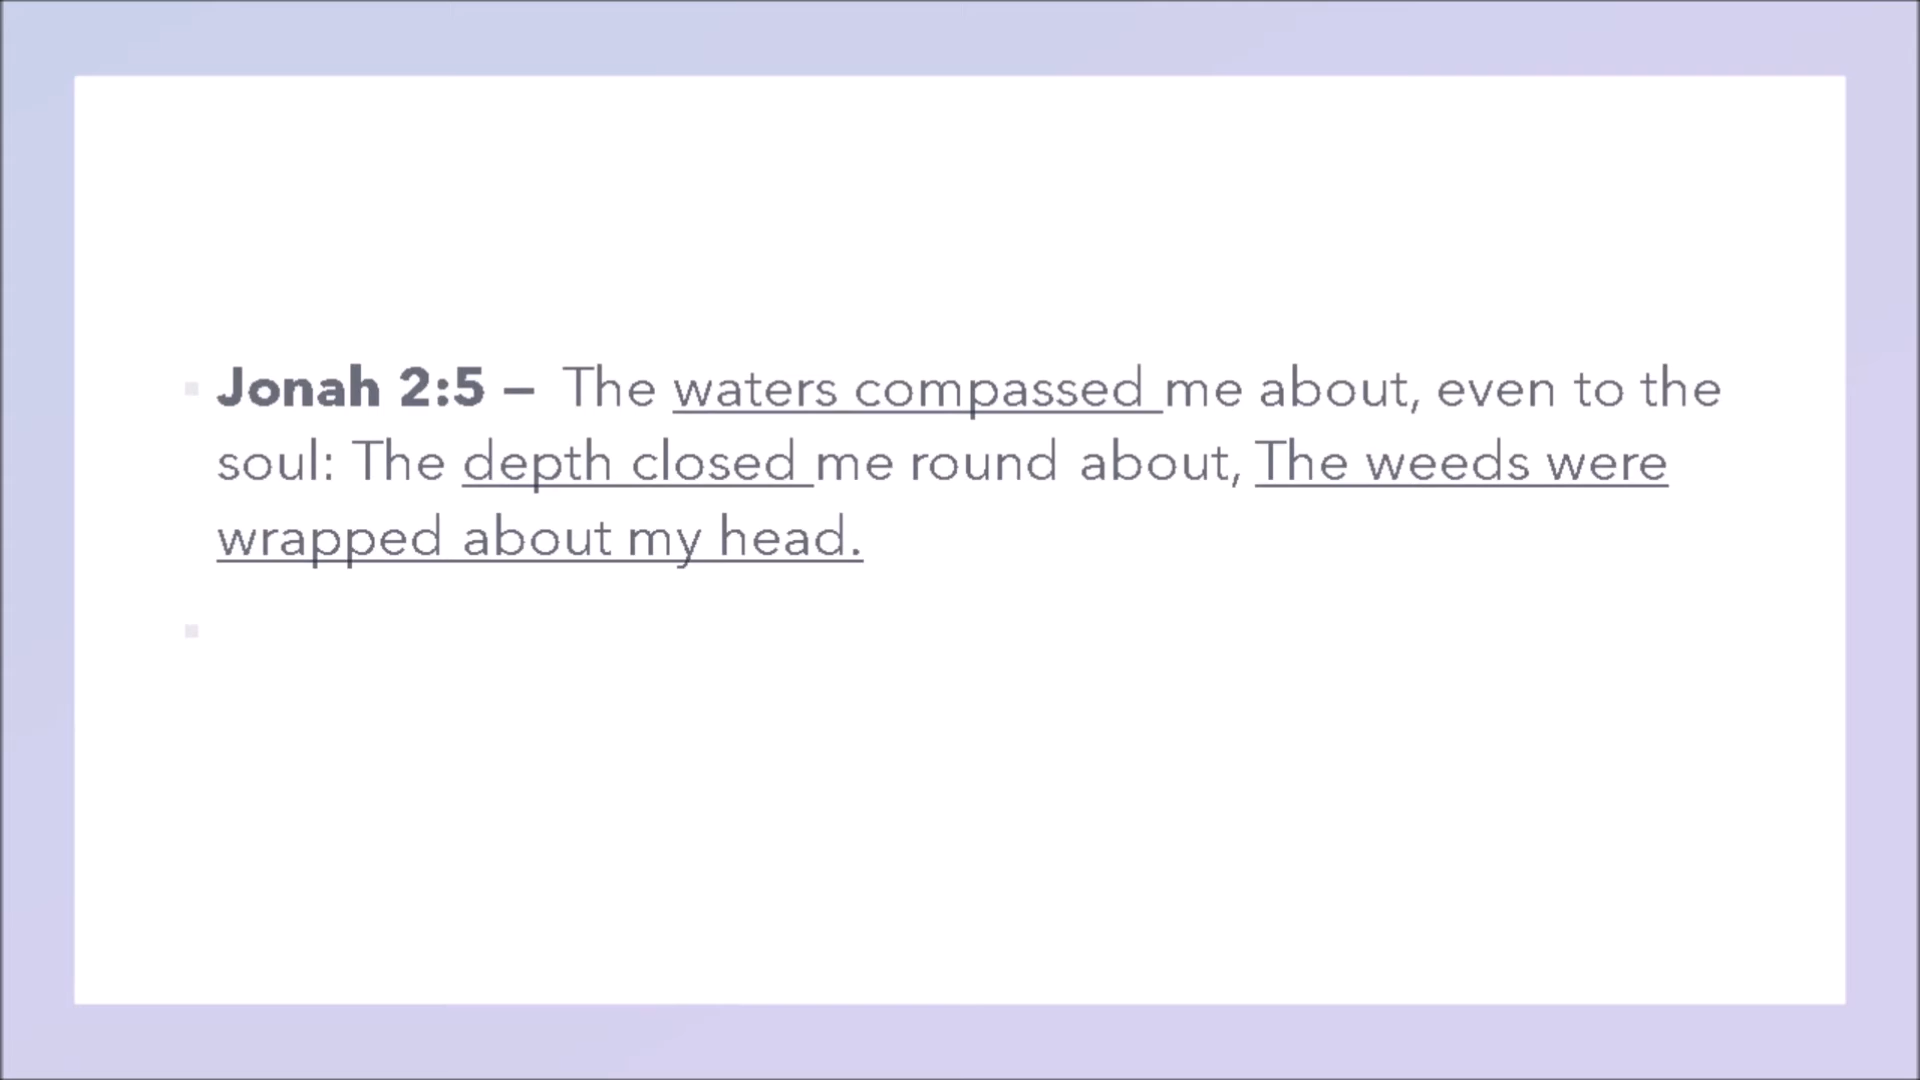 Jonah 2:5 – The waters compassed me about, even to the
soul: The depth closed me round about, The weeds were
wrapped about my head.